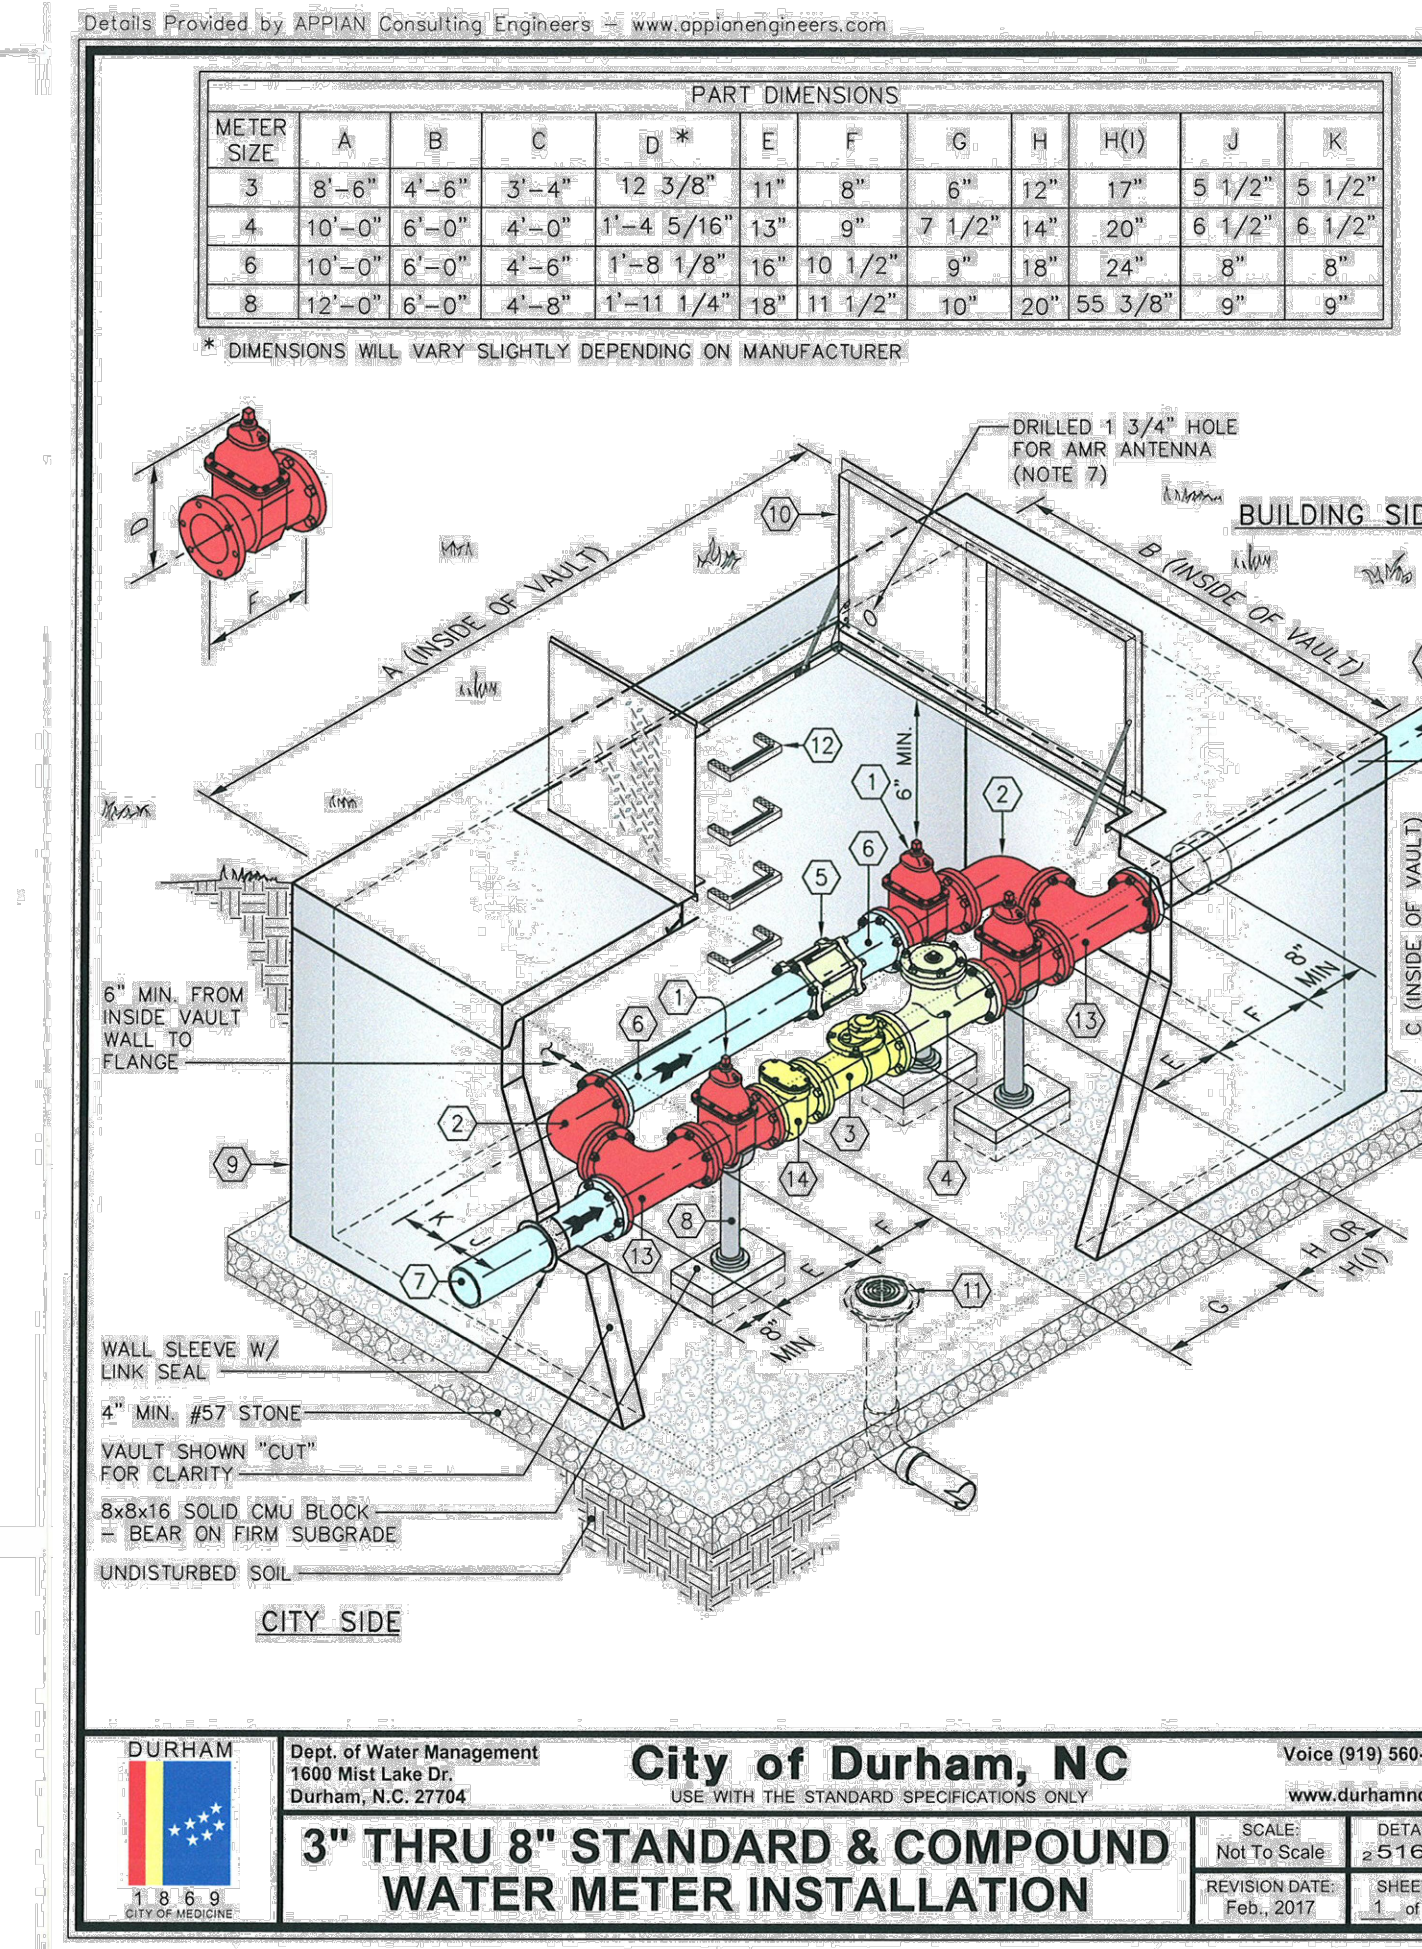 Details Provided by APPIAN Consulting Engineers – www.appianengineers.com
PART DIMENSIONS
METER SIZE A B C D * E F G H H(I) J K
3 8'–6" 4'–6" 3'–4" 12 3/8" 11" 8" 6" 12" 17" 5 1/2" 5 1/2"
4 10'–0" 6'–0" 4'–0" 1'–4 5/16" 13" 9" 7 1/2" 14" 20" 6 1/2" 6 1/2"
6 10'–0" 6'–0" 4'–6" 1'–8 1/8" 16" 10 1/2" 9" 18" 24" 8" 8"
8 12'–0" 6'–0" 4'–8" 1'–11 1/4" 18" 11 1/2" 10" 20" 55 3/8" 9" 9"
* DIMENSIONS WILL VARY SLIGHTLY DEPENDING ON MANUFACTURER
DRILLED 1 3/4" HOLE
FOR AMR ANTENNA
(NOTE 7)
BUILDING SID
10
D
F
A (INSIDE OF VAULT)
B (INSIDE OF VAULT)
C (INSIDE OF VAULT)
12
6" MIN.
1
2
6
5
8"
MIN
F
E
13
6" MIN. FROM
INSIDE VAULT
WALL TO
FLANGE
1
6
J
2
3
14
4
9
K
J
8
13
7
E
F
8"
MIN
11
G
H OR
H(I)
WALL SLEEVE W/
LINK SEAL
4" MIN. #57 STONE
VAULT SHOWN "CUT"
FOR CLARITY
8x8x16 SOLID CMU BLOCK
– BEAR ON FIRM SUBGRADE
UNDISTURBED SOIL
CITY SIDE
DURHAM
1869
CITY OF MEDICINE
Dept. of Water Management
1600 Mist Lake Dr.
Durham, N.C. 27704
City of Durham, NC
USE WITH THE STANDARD SPECIFICATIONS ONLY
Voice (919) 560-
www.durhamnc
3" THRU 8" STANDARD & COMPOUND
WATER METER INSTALLATION
SCALE:
Not To Scale
DETA
2516
REVISION DATE:
Feb., 2017
SHEE
1 of